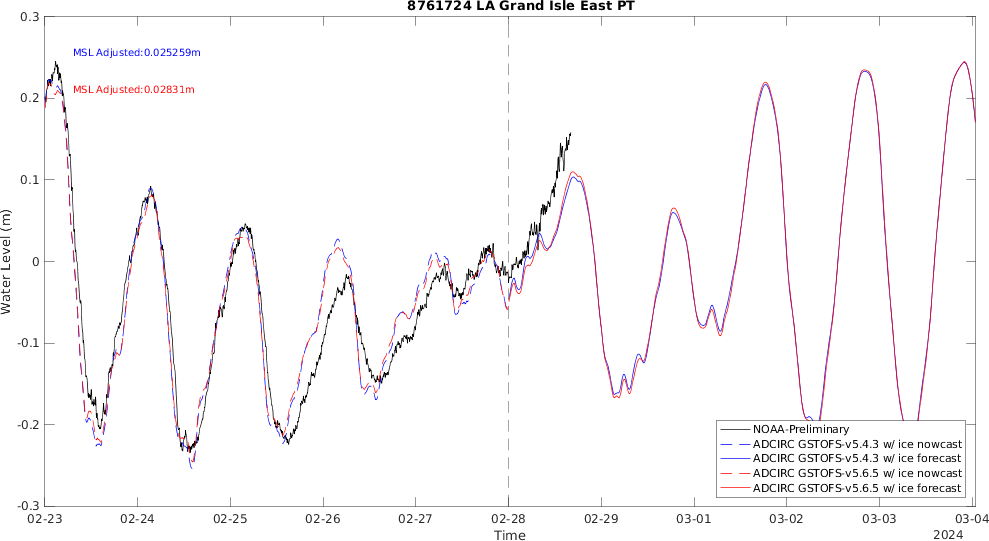 8761724 LA Grand Isle East PT
MSL Adjusted:0.025259m
MSL Adjusted:0.02831m
Water Level (m)
0.3
0.2
0.1
0
-0.1
-0.2
-0.3
NOAA-Preliminary
ADCIRC GSTOFS-v5.4.3 w/ ice nowcast
ADCIRC GSTOFS-v5.4.3 w/ ice forecast
ADCIRC GSTOFS-v5.6.5 w/ ice nowcast
ADCIRC GSTOFS-v5.6.5 w/ ice forecast
02-23 02-24 02-25 02-26 02-27 02-28 02-29 03-01 03-02 03-03 03-04
Time
2024